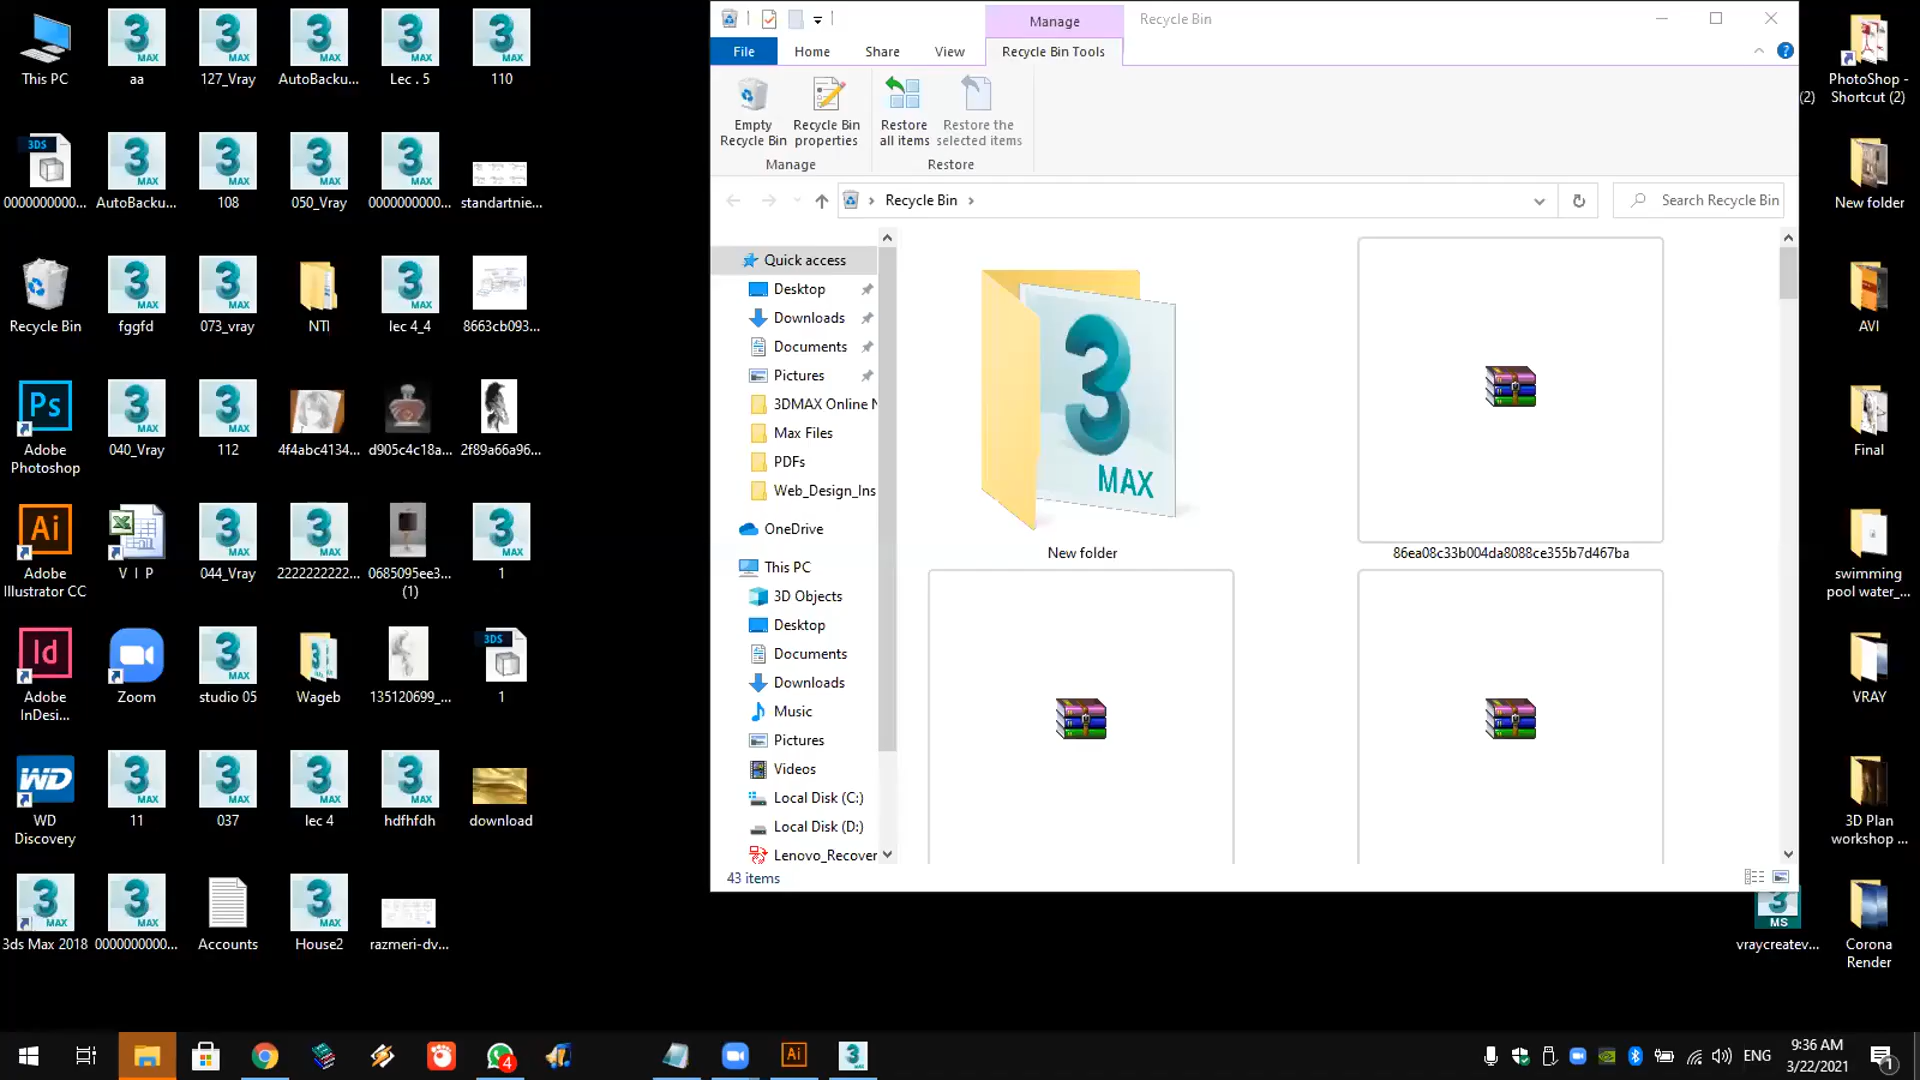 This PC
aa
127_Vray
AutoBacku...
Lec . 5
110
0000000000...
AutoBacku...
108
050_Vray
0000000000...
standartnie...
Recycle Bin
fggfd
073_vray
NTI
lec 4_4
8663cb093...
Adobe
Photoshop
040_Vray
112
4f4abc4134...
d905c4c18a...
2f89a66a96...
Adobe
Illustrator CC
V I P
044_Vray
2222222222...
0685095ee3...
(1)
1
Adobe
InDesi...
Zoom
studio 05
Wageb
135120699_...
1
WD
Discovery
11
037
lec 4
hdfhfdh
download
3ds Max 2018
0000000000...
Accounts
House2
razmeri-dv...
Manage
Recycle Bin
File
Home
Share
View
Recycle Bin Tools
Empty
Recycle Bin
Recycle Bin
properties
Restore
all items
Restore the
selected items
Manage
Restore
Recycle Bin
Search Recycle Bin
Quick access
Desktop
Downloads
Documents
Pictures
3DMAX Online N
Max Files
PDFs
Web_Design_Ins
OneDrive
This PC
3D Objects
Desktop
Documents
Downloads
Music
Pictures
Videos
Local Disk (C:)
Local Disk (D:)
Lenovo_Recover
3
MAX
New folder
86ea08c33b004da8088ce355b7d467ba
43 items
(2)
PhotoShop -
Shortcut (2)
New folder
AVI
Final
swimming
pool water_...
VRAY
3D Plan
workshop ...
vraycreatev...
Corona
Render
4
Ai
ENG
9:36 AM
3/22/2021
1